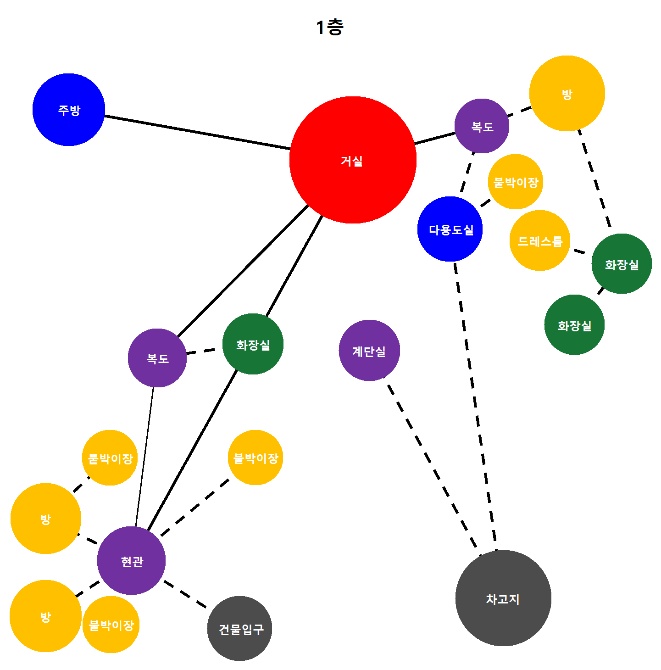 1층
주방
거실
복도
방
붙박이장
다용도실
드레스룸
화장실
화장실
복도
화장실
계단실
붙박이장
붙박이장
방
현관
방
붙박이장
건물입구
차고지